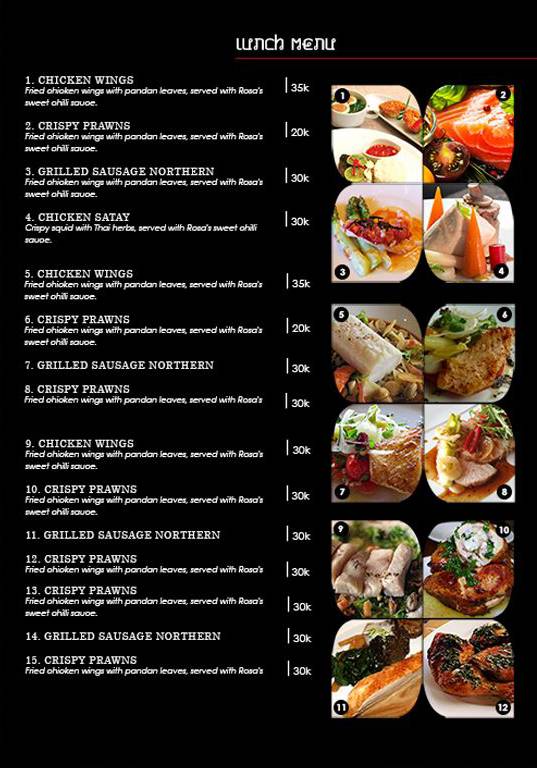 Lunch Menu
1. CHICKEN WINGS
Fried chicken wings with pandan leaves, served with Rosa's
sweet chilli sauce.
35k
2. CRISPY PRAWNS
Fried chicken wings with pandan leaves, served with Rosa's
sweet chilli sauce.
20k
3. GRILLED SAUSAGE NORTHERN
Fried chicken wings with pandan leaves, served with Rosa's
sweet chilli sauce.
30k
4. CHICKEN SATAY
Crispy squid with Thai herbs, served with Rosa's sweet chilli
sauce.
30k
5. CHICKEN WINGS
Fried chicken wings with pandan leaves, served with Rosa's
sweet chilli sauce.
35k
6. CRISPY PRAWNS
Fried chicken wings with pandan leaves, served with Rosa's
sweet chilli sauce.
20k
7. GRILLED SAUSAGE NORTHERN
30k
8. CRISPY PRAWNS
Fried chicken wings with pandan leaves, served with Rosa's
30k
9. CHICKEN WINGS
Fried chicken wings with pandan leaves, served with Rosa's
sweet chilli sauce.
30k
10. CRISPY PRAWNS
Fried chicken wings with pandan leaves, served with Rosa's
sweet chilli sauce.
30k
11. GRILLED SAUSAGE NORTHERN
30k
12. CRISPY PRAWNS
Fried chicken wings with pandan leaves, served with Rosa's
30k
13. CRISPY PRAWNS
Fried chicken wings with pandan leaves, served with Rosa's
sweet chilli sauce.
30k
14. GRILLED SAUSAGE NORTHERN
30k
15. CRISPY PRAWNS
Fried chicken wings with pandan leaves, served with Rosa's
30k
1
2
3
4
5
6
7
8
9
10
11
12